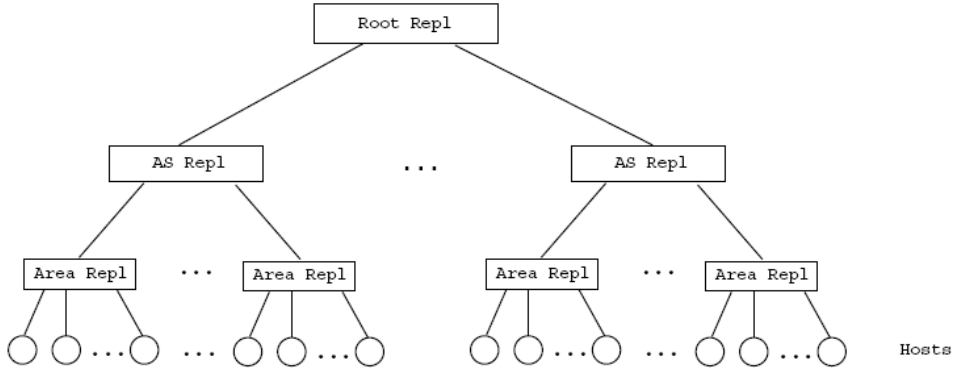 Root Repl
AS Repl ... AS Repl
Area Repl ... Area Repl Area Repl ... Area Repl
... ... ... ... ... ... Hosts